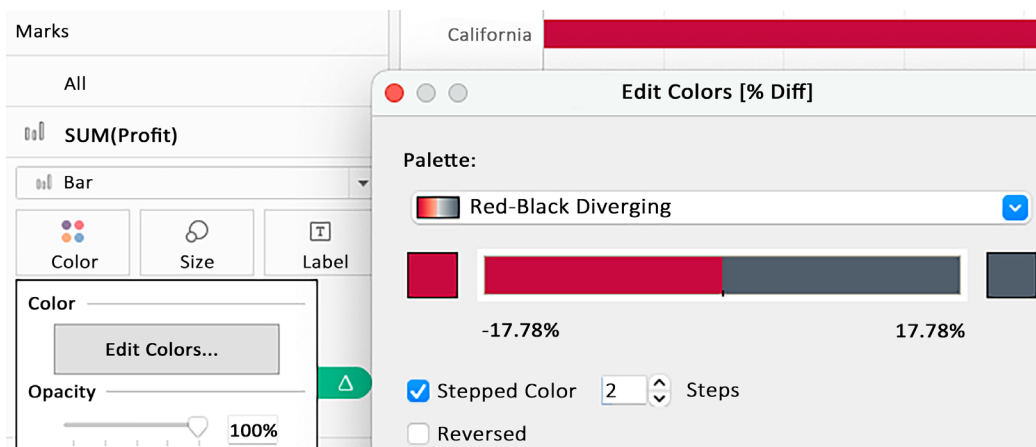 Marks
All
SUM(Profit)
Bar
Color
Size
Label
Color
Edit Colors...
Opacity
100%
California
Edit Colors [% Diff]
Palette:
Red-Black Diverging
-17.78%
17.78%
Stepped Color 2 Steps
Reversed